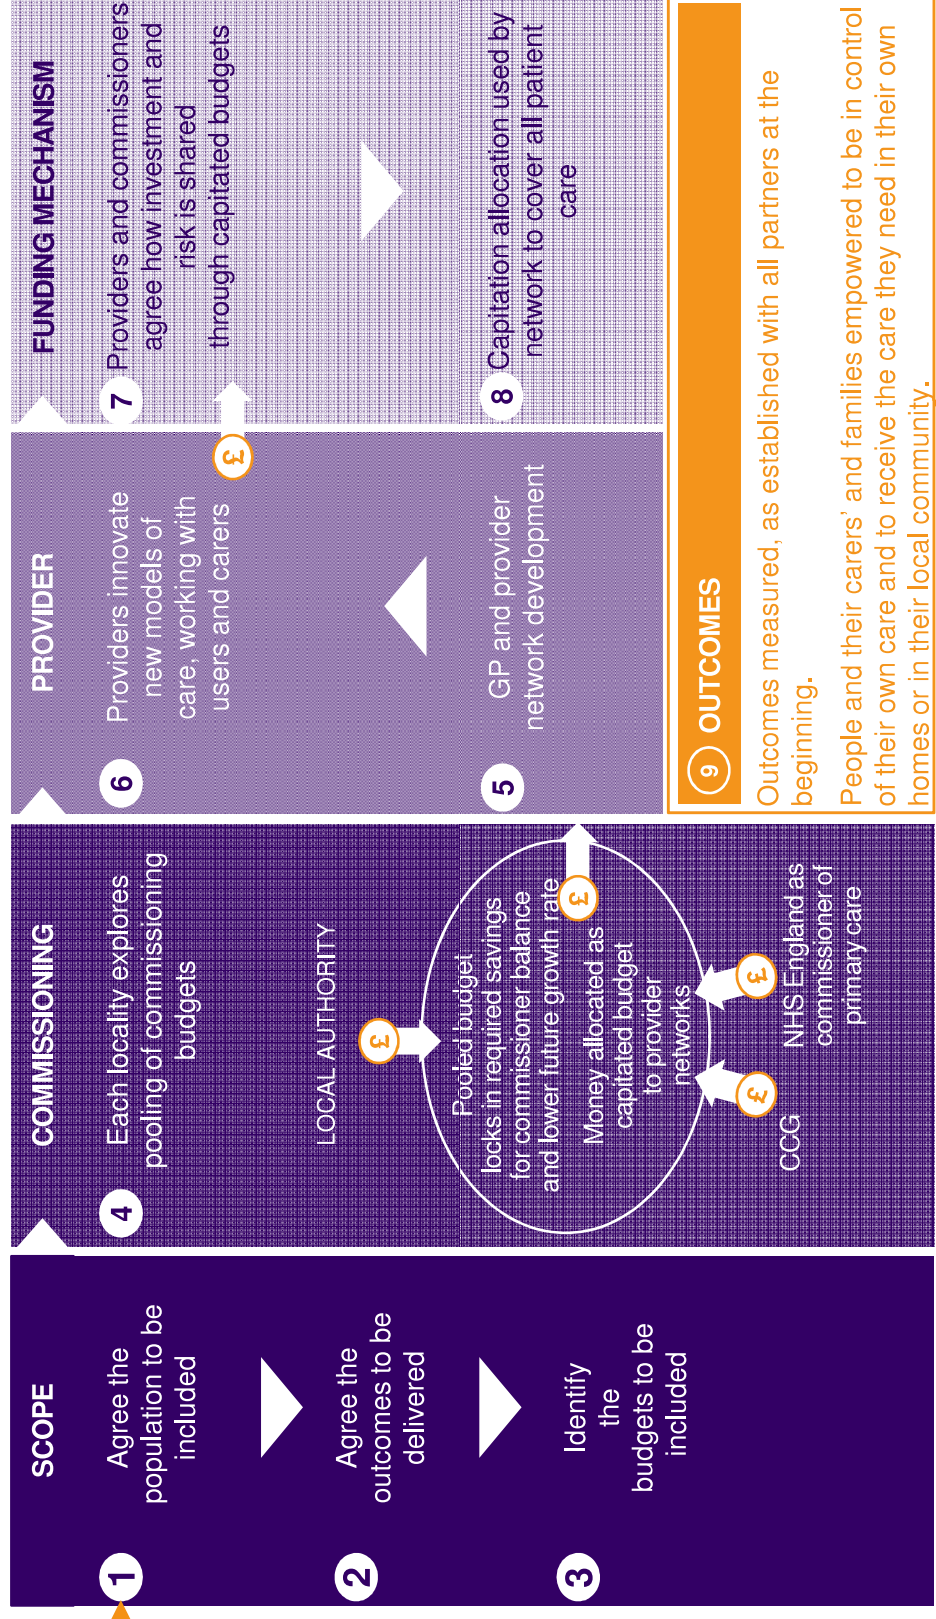 SCOPE
1
Agree the
population to be
included
2
Agree the
outcomes to be
delivered
3
Identify
the
budgets to be
included
COMMISSIONING
4
Each locality explores
pooling of commissioning
budgets
LOCAL AUTHORITY
£
Pooled budget
locks in required savings
for commissioner balance
and lower future growth rate
Money allocated as
capitated budget
to provider
networks
£
£
£
CCG
NHS England as
commissioner of
primary care
PROVIDER
6
Providers innovate
new models of
care, working with
users and carers
£
5
GP and provider
network development
FUNDING MECHANISM
7
Providers and commissioners
agree how investment and
risk is shared
through capitated budgets
8
Capitation allocation used by
network to cover all patient
care
9 OUTCOMES
Outcomes measured, as established with all partners at the
beginning.
People and their carers’ and families empowered to be in control
of their own care and to receive the care they need in their own
homes or in their local community.